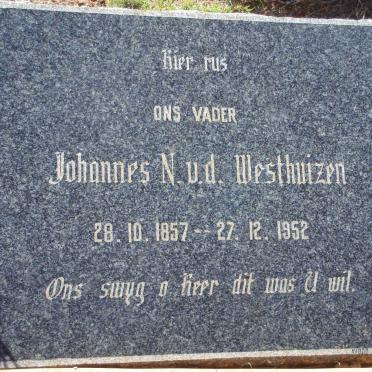 Hier rus
ONS VADER
Johannes N. v.d. Westhuizen
28. 10. 1857 -- 27. 12. 1952
Ons swyg o Heer dit was U wil.